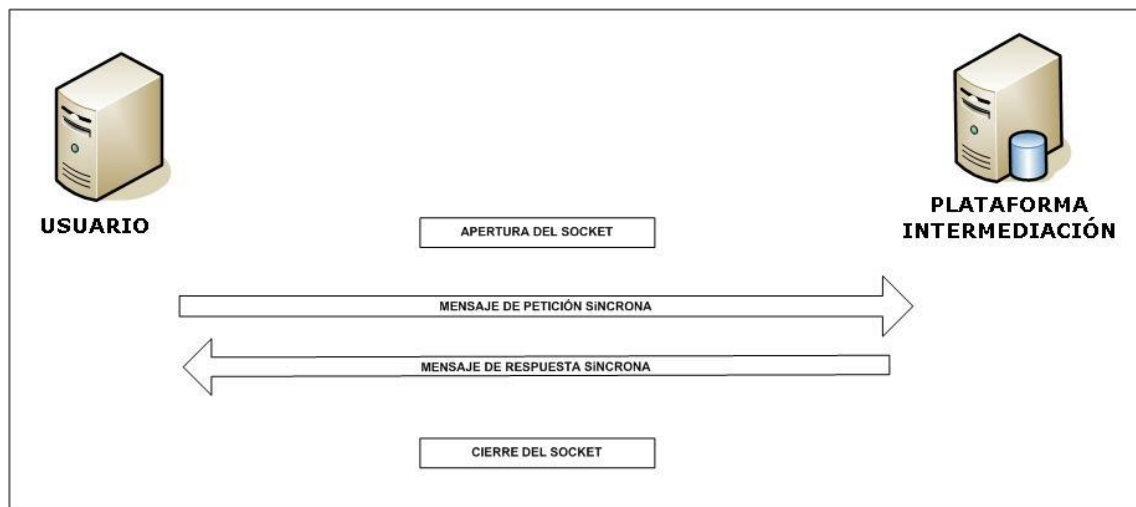 USUARIO
PLATAFORMA
INTERMEDIACIÓN
APERTURA DEL SOCKET
MENSAJE DE PETICIÓN SíNCRONA
MENSAJE DE RESPUESTA SíNCRONA
CIERRE DEL SOCKET